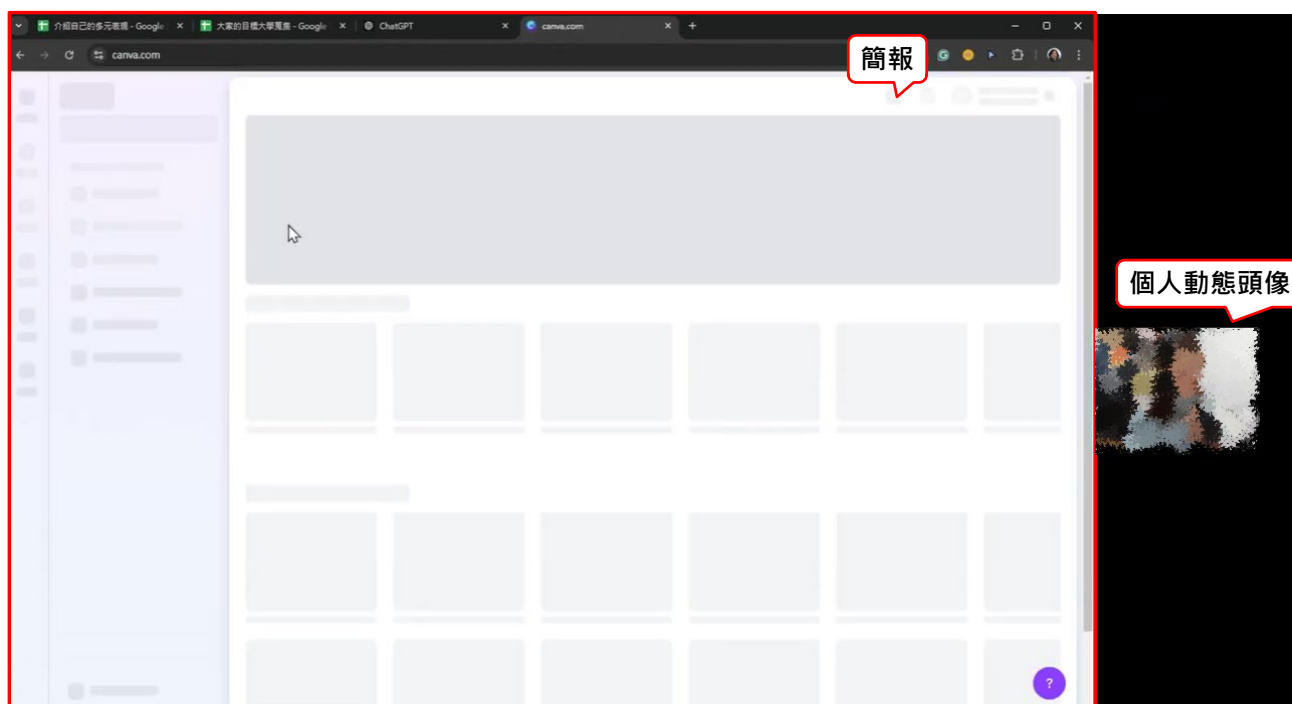 介紹自己的多元表現 - Google
大家的目標大學蒐集 - Google
ChatGPT
canva.com
canva.com
簡報
個人動態頭像
?